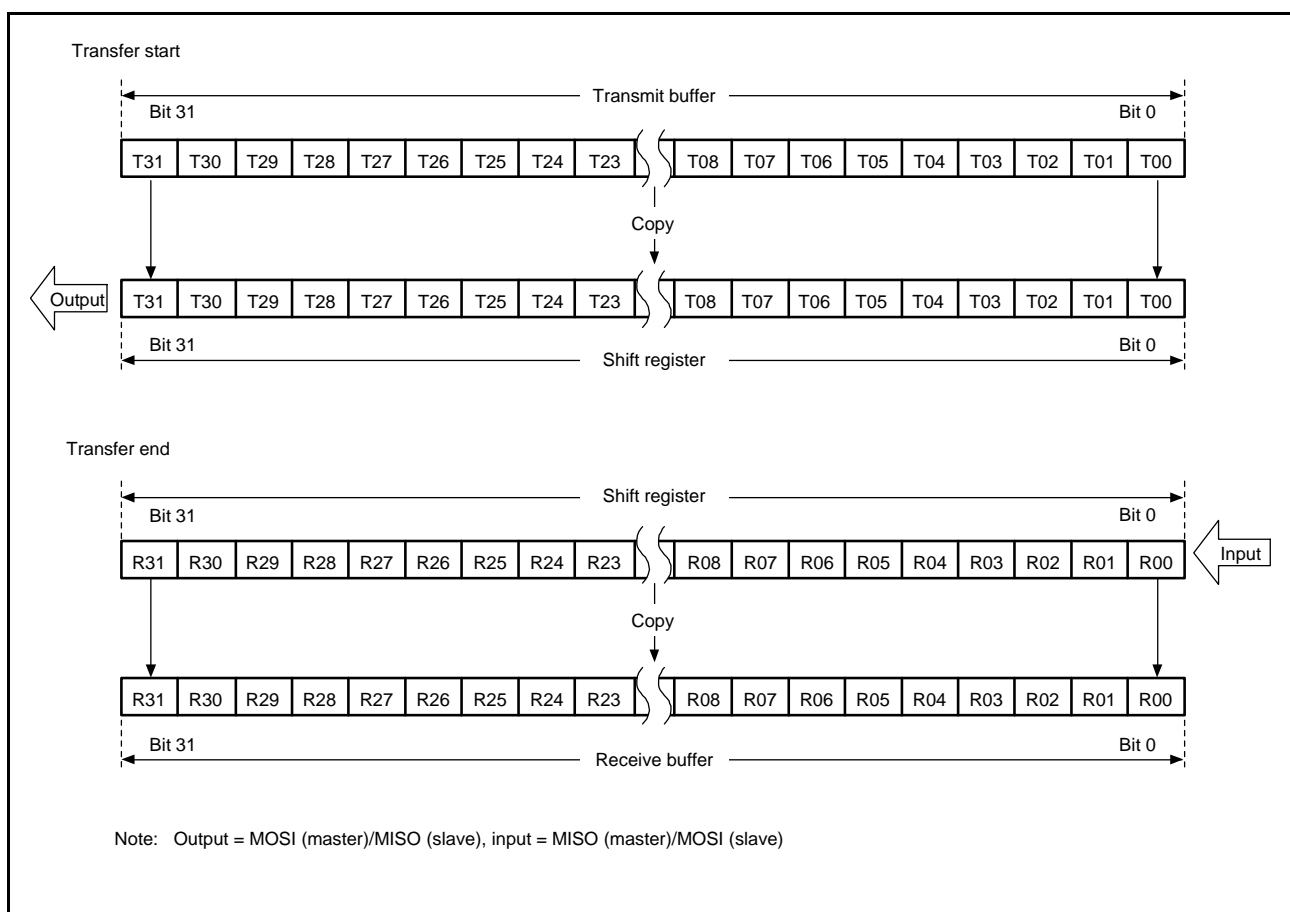 Transfer start
Transmit buffer
Bit 31 Bit 0
T31 T30 T29 T28 T27 T26 T25 T24 T23 T08 T07 T06 T05 T04 T03 T02 T01 T00
Copy
Output T31 T30 T29 T28 T27 T26 T25 T24 T23 T08 T07 T06 T05 T04 T03 T02 T01 T00
Bit 31 Bit 0
Shift register
Transfer end
Shift register
Bit 31 Bit 0
R31 R30 R29 R28 R27 R26 R25 R24 R23 R08 R07 R06 R05 R04 R03 R02 R01 R00 Input
Copy
R31 R30 R29 R28 R27 R26 R25 R24 R23 R08 R07 R06 R05 R04 R03 R02 R01 R00
Bit 31 Bit 0
Receive buffer
Note: Output = MOSI (master)/MISO (slave), input = MISO (master)/MOSI (slave)